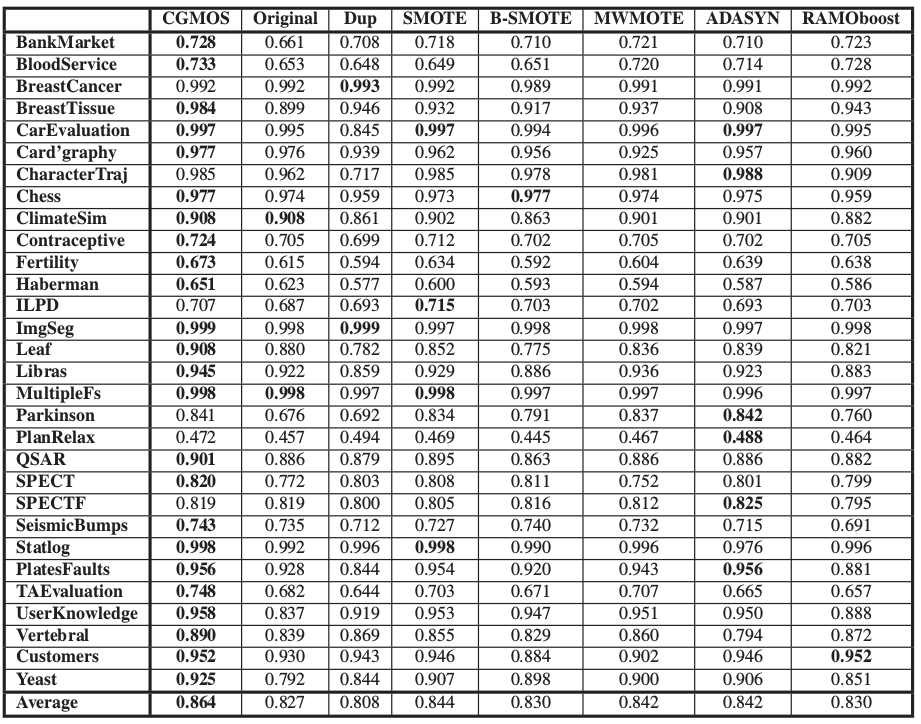 CGMOS Original Dup SMOTE B-SMOTE MWMOTE ADASYN RAMOboost
BankMarket 0.728 0.661 0.708 0.718 0.710 0.721 0.710 0.723
BloodService 0.733 0.653 0.648 0.649 0.651 0.720 0.714 0.728
BreastCancer 0.992 0.992 0.993 0.992 0.989 0.991 0.991 0.992
BreastTissue 0.984 0.899 0.946 0.932 0.917 0.937 0.908 0.943
CarEvaluation 0.997 0.995 0.845 0.997 0.994 0.996 0.997 0.995
Card'graphy 0.977 0.976 0.939 0.962 0.956 0.925 0.957 0.960
CharacterTraj 0.985 0.962 0.717 0.985 0.978 0.981 0.988 0.909
Chess 0.977 0.974 0.959 0.973 0.977 0.974 0.975 0.959
ClimateSim 0.908 0.908 0.861 0.902 0.863 0.901 0.901 0.882
Contraceptive 0.724 0.705 0.699 0.712 0.702 0.705 0.702 0.705
Fertility 0.673 0.615 0.594 0.634 0.592 0.604 0.639 0.638
Haberman 0.651 0.623 0.577 0.600 0.593 0.594 0.587 0.586
ILPD 0.707 0.687 0.693 0.715 0.703 0.702 0.693 0.703
ImgSeg 0.999 0.998 0.999 0.997 0.998 0.998 0.997 0.998
Leaf 0.908 0.880 0.782 0.852 0.775 0.836 0.839 0.821
Libras 0.945 0.922 0.859 0.929 0.886 0.936 0.923 0.883
MultipleFs 0.998 0.998 0.997 0.998 0.997 0.997 0.996 0.997
Parkinson 0.841 0.676 0.692 0.834 0.791 0.837 0.842 0.760
PlanRelax 0.472 0.457 0.494 0.469 0.445 0.467 0.488 0.464
QSAR 0.901 0.886 0.879 0.895 0.863 0.886 0.886 0.882
SPECT 0.820 0.772 0.803 0.808 0.811 0.752 0.801 0.799
SPECTF 0.819 0.819 0.800 0.805 0.816 0.812 0.825 0.795
SeismicBumps 0.743 0.735 0.712 0.727 0.740 0.732 0.715 0.691
Statlog 0.998 0.992 0.996 0.998 0.990 0.996 0.976 0.996
PlatesFaults 0.956 0.928 0.844 0.954 0.920 0.943 0.956 0.881
TAEvaluation 0.748 0.682 0.644 0.703 0.671 0.707 0.665 0.657
UserKnowledge 0.958 0.837 0.919 0.953 0.947 0.951 0.950 0.888
Vertebral 0.890 0.839 0.869 0.855 0.829 0.860 0.794 0.872
Customers 0.952 0.930 0.943 0.946 0.884 0.902 0.946 0.952
Yeast 0.925 0.792 0.844 0.907 0.898 0.900 0.906 0.851
Average 0.864 0.827 0.808 0.844 0.830 0.842 0.842 0.830